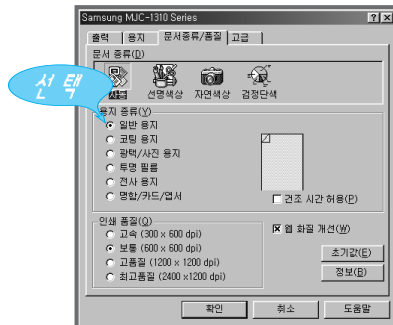 Samsung MJC-1310 Series
출력 용지 문서종류/품질 고급
문서 종류(D)
선 택
자동 선명색상 자연색상 검정단색
용지 종류(Y)
일반 용지
코팅 용지
광택/사진 용지
투명 필름
전사 용지
명함/카드/엽서
건조 시간 허용(P)
인쇄 품질(Q)
고속 (300 x 600 dpi)
보통 (600 x 600 dpi)
고품질 (1200 x 1200 dpi)
최고품질 (2400 x1200 dpi)
웹 화질 개선(W)
초기값(E)
정보(B)
확인 취소 도움말